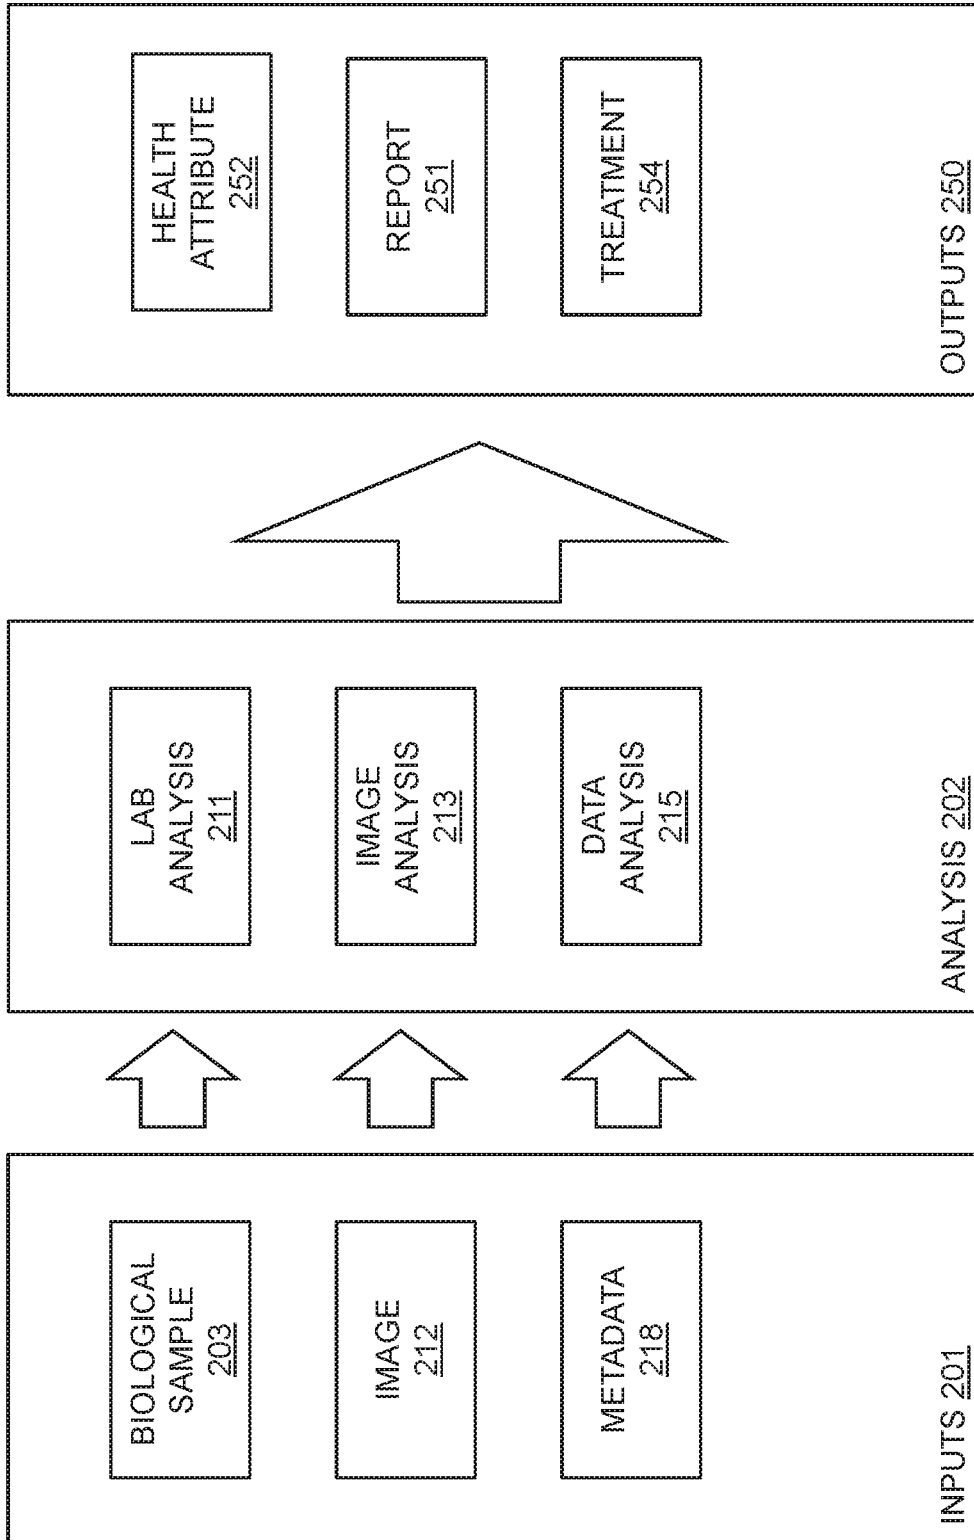 BIOLOGICAL
SAMPLE
203
IMAGE
212
METADATA
218
INPUTS 201
LAB
ANALYSIS
211
IMAGE
ANALYSIS
213
DATA
ANALYSIS
215
ANALYSIS 202
HEALTH
ATTRIBUTE
252
REPORT
251
TREATMENT
254
OUTPUTS 250